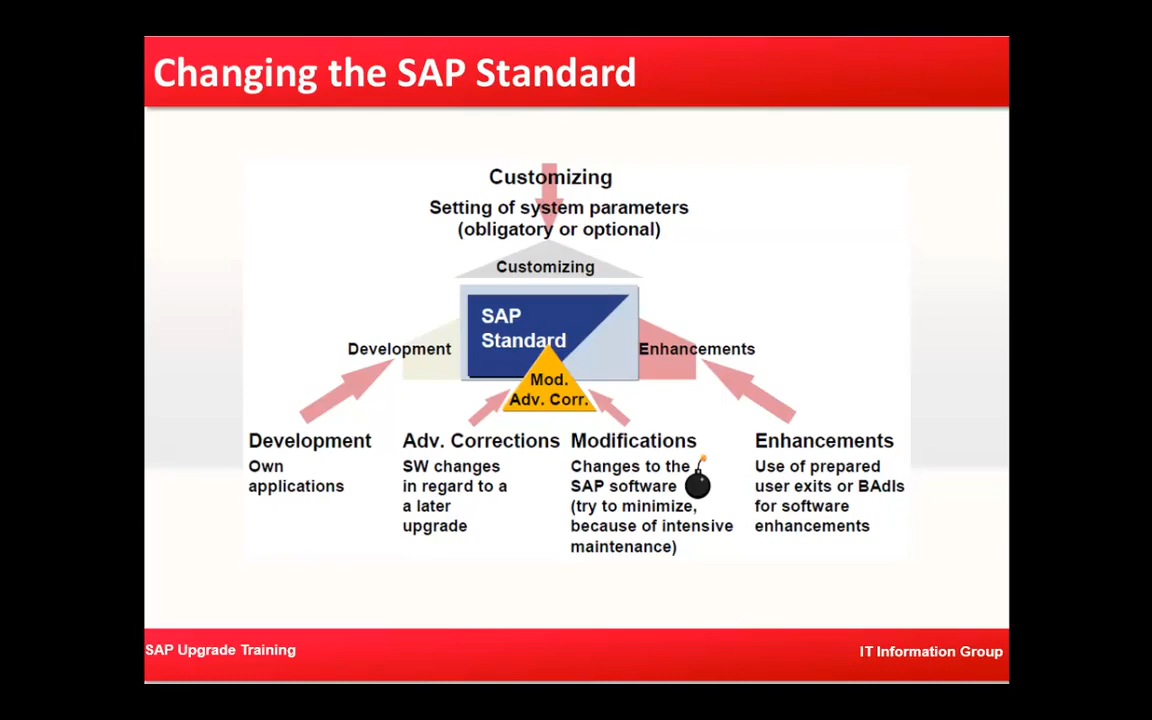 Changing the SAP Standard
Customizing
Setting of system parameters
(obligatory or optional)
Customizing
SAP
Standard
Development
Enhancements
Mod.
Adv. Corr.
Development
Own
applications
Adv. Corrections
SW changes
in regard to a
a later
upgrade
Modifications
Changes to the
SAP software
(try to minimize,
because of intensive
maintenance)
Enhancements
Use of prepared
user exits or BAdIs
for software
enhancements
SAP Upgrade Training
IT Information Group